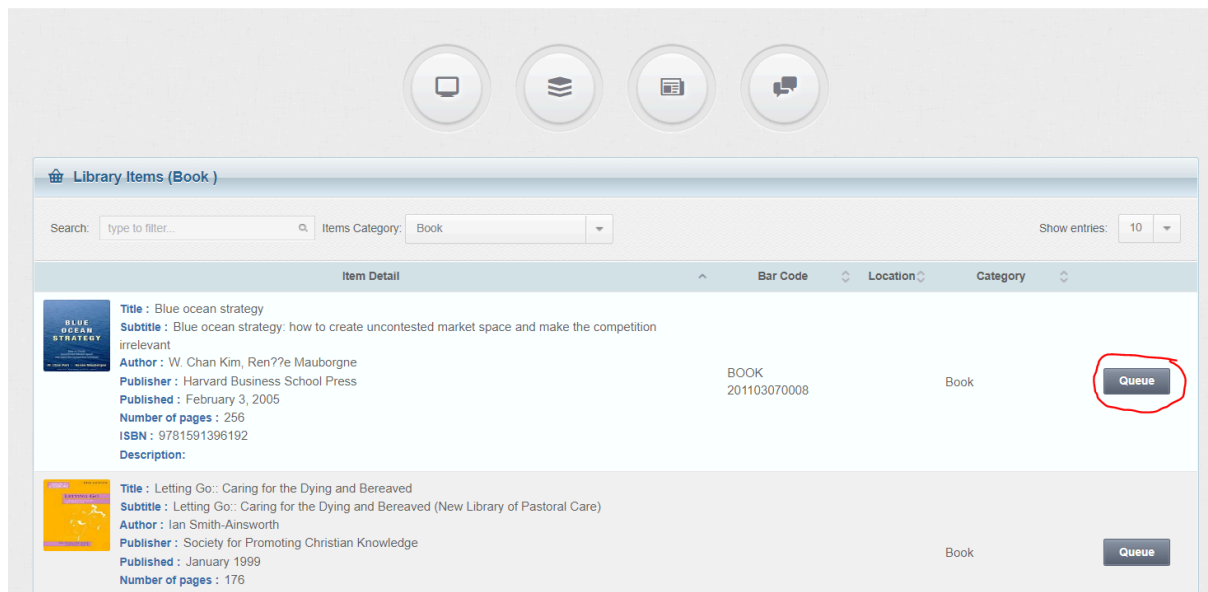 Library Items (Book )
Search: type to filter... Items Category: Book Show entries: 10
Item Detail Bar Code Location Category
BLUE
OCEAN
STRATEGY
Title : Blue ocean strategy
Subtitle : Blue ocean strategy: how to create uncontested market space and make the competition
irrelevant
Author : W. Chan Kim, Ren??e Mauborgne
Publisher : Harvard Business School Press
Published : February 3, 2005
Number of pages : 256
ISBN : 9781591396192
Description:
BOOK
201103070008
Book
Queue
Title : Letting Go:: Caring for the Dying and Bereaved
Subtitle : Letting Go:: Caring for the Dying and Bereaved (New Library of Pastoral Care)
Author : Ian Smith-Ainsworth
Publisher : Society for Promoting Christian Knowledge
Published : January 1999
Number of pages : 176
Book
Queue